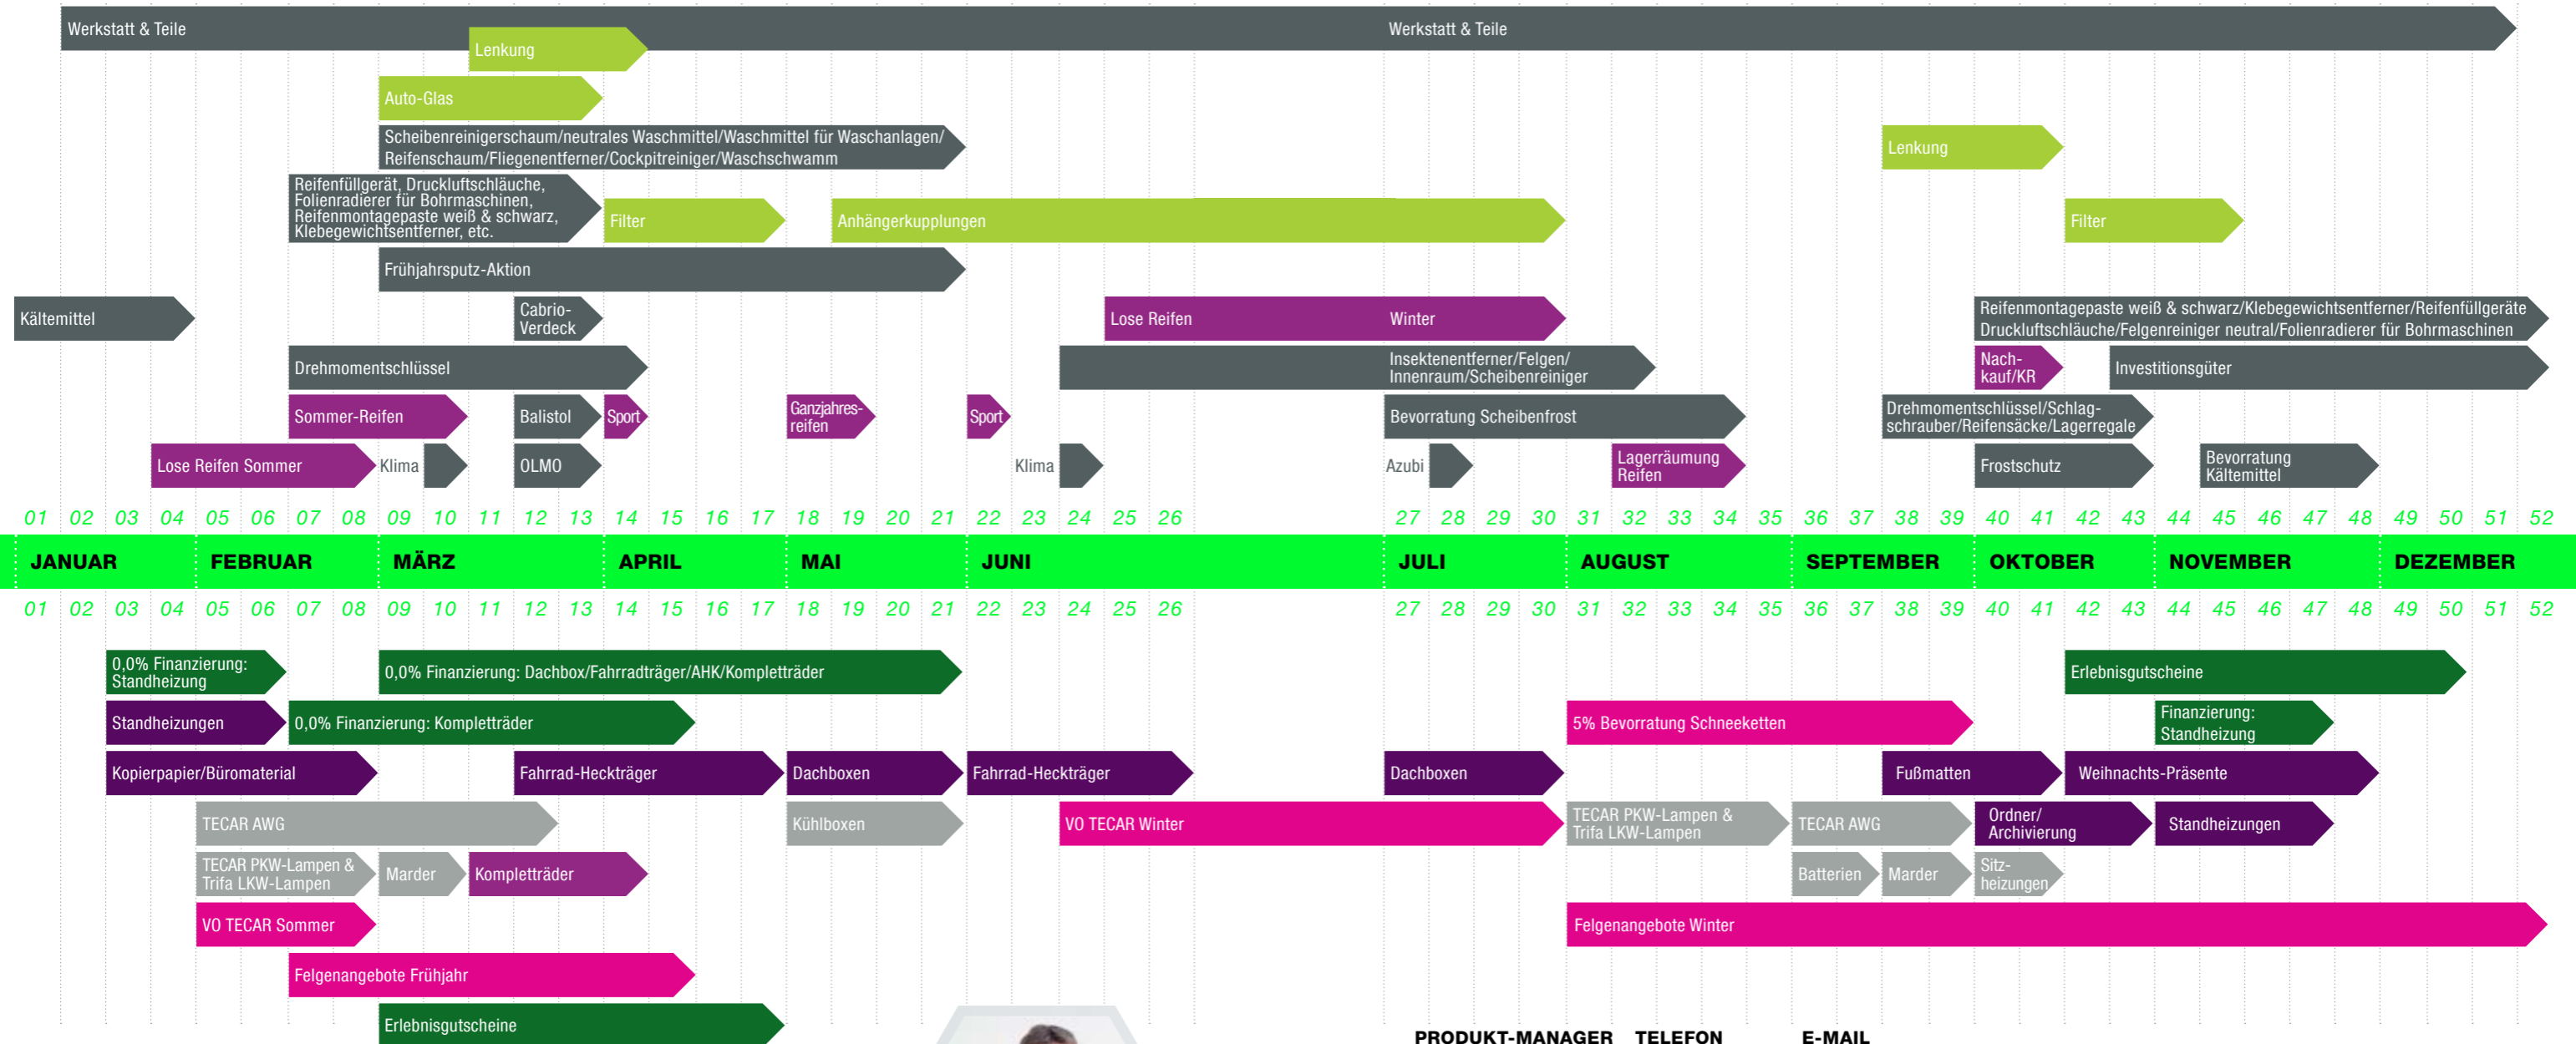 Werkstatt & Teile
Werkstatt & Teile
Lenkung
Auto-Glas
Scheibenreinigerschaum/neutrales Waschmittel/Waschmittel für Waschanlagen/
Reifenschaum/Fliegenentferner/Cockpitreiniger/Waschschwamm
Lenkung
Reifenfüllgerät, Druckluftschläuche,
Folienradierer für Bohrmaschinen,
Reifenmontagepaste weiß & schwarz,
Klebegewichtsentferner, etc.
Filter
Anhängerkupplungen
Filter
Frühjahrsputz-Aktion
Kältemittel
Cabrio-
Verdeck
Lose Reifen
Winter
Reifenmontagepaste weiß & schwarz/Klebegewichtsentferner/Reifenfüllgeräte
Druckluftschläuche/Felgenreiniger neutral/Folienradierer für Bohrmaschinen
Drehmomentschlüssel
Insektenentferner/Felgen/
Innenraum/Scheibenreiniger
Nach-
kauf/KR
Investitionsgüter
Sommer-Reifen
Balistol
Sport
Ganzjahres-
reifen
Sport
Bevorratung Scheibenfrost
Drehmomentschlüssel/Schlag-
schrauber/Reifensäcke/Lagerregale
Lose Reifen Sommer
Klima
OLMO
Klima
Azubi
Lagerräumung
Reifen
Frostschutz
Bevorratung
Kältemittel
01 02 03 04 05 06 07 08 09 10 11 12 13 14 15 16 17 18 19 20 21 22 23 24 25 26 27 28 29 30 31 32 33 34 35 36 37 38 39 40 41 42 43 44 45 46 47 48 49 50 51 52
JANUAR FEBRUAR MÄRZ APRIL MAI JUNI JULI AUGUST SEPTEMBER OKTOBER NOVEMBER DEZEMBER
01 02 03 04 05 06 07 08 09 10 11 12 13 14 15 16 17 18 19 20 21 22 23 24 25 26 27 28 29 30 31 32 33 34 35 36 37 38 39 40 41 42 43 44 45 46 47 48 49 50 51 52
0,0% Finanzierung:
Standheizung
0,0% Finanzierung: Dachbox/Fahrradträger/AHK/Kompletträder
Erlebnisgutscheine
Standheizungen
0,0% Finanzierung: Kompletträder
5% Bevorratung Schneeketten
Finanzierung:
Standheizung
Kopierpapier/Büromaterial
Fahrrad-Heckträger
Dachboxen
Fahrrad-Heckträger
Dachboxen
Fußmatten
Weihnachts-Präsente
TECAR AWG
Kühlboxen
VO TECAR Winter
TECAR PKW-Lampen &
Trifa LKW-Lampen
TECAR AWG
Ordner/
Archivierung
Standheizungen
TECAR PKW-Lampen &
Trifa LKW-Lampen
Marder
Kompletträder
Batterien
Marder
Sitz-
heizungen
VO TECAR Sommer
Felgenangebote Winter
Felgenangebote Frühjahr
Erlebnisgutscheine
PRODUKT-MANAGER TELEFON E-MAIL